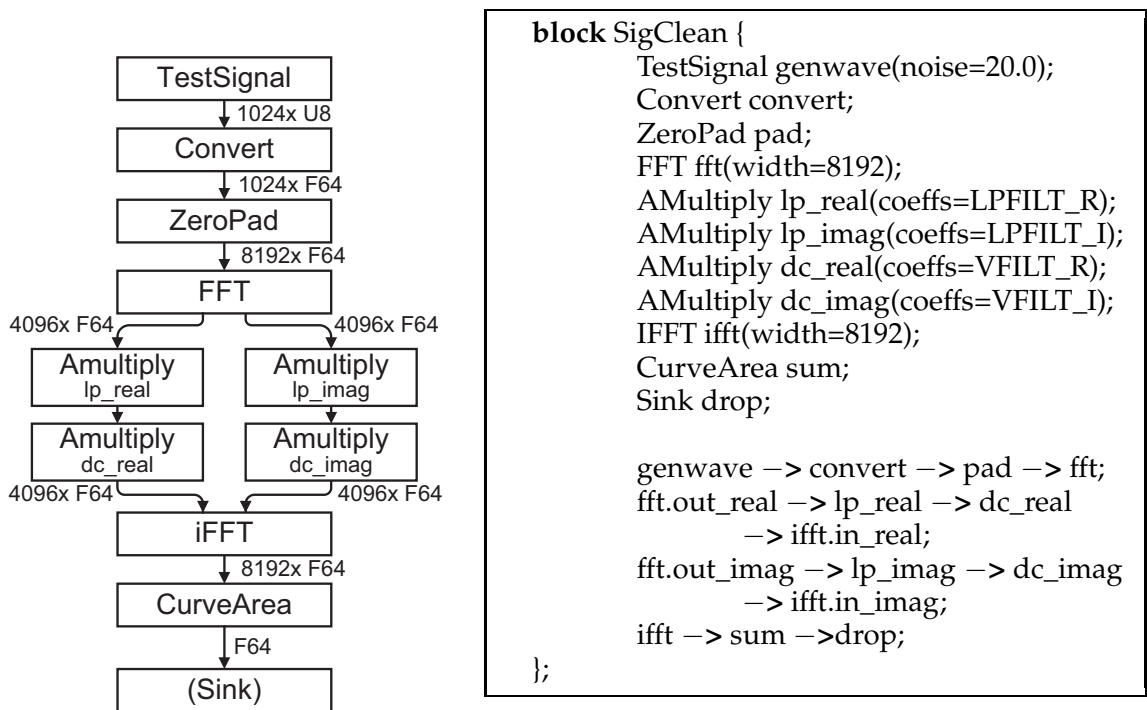 TestSignal
1024x U8
Convert
1024x F64
ZeroPad
8192x F64
FFT
4096x F64
4096x F64
Amultiply
lp_real
Amultiply
lp_imag
Amultiply
dc_real
Amultiply
dc_imag
4096x F64
4096x F64
iFFT
8192x F64
CurveArea
F64
(Sink)
block SigClean {
TestSignal genwave(noise=20.0);
Convert convert;
ZeroPad pad;
FFT fft(width=8192);
AMultiply lp_real(coeffs=LPFILT_R);
AMultiply lp_imag(coeffs=LPFILT_I);
AMultiply dc_real(coeffs=VFILT_R);
AMultiply dc_imag(coeffs=VFILT_I);
IFFT ifft(width=8192);
CurveArea sum;
Sink drop;
genwave −> convert −> pad −> fft;
fft.out_real −> lp_real −> dc_real
−> ifft.in_real;
fft.out_imag −> lp_imag −> dc_imag
−> ifft.in_imag;
ifft −> sum −>drop;
};